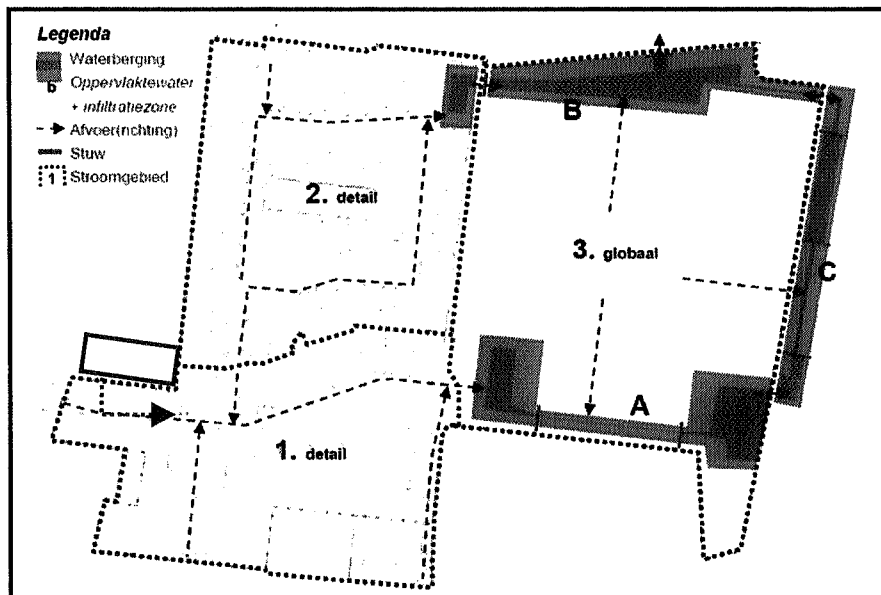 Legenda
Waterberging
b Oppervlaktewater
+ infiltratiezone
Afvoer(richting)
Stuw
1 Stroomgebied
B
2. detail
3. globaal
C
A
1. detail